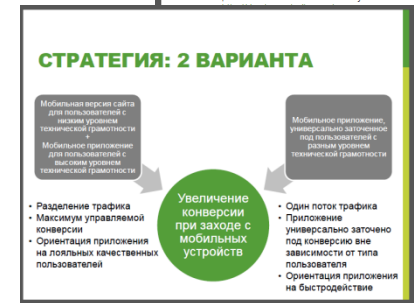 СТРАТЕГИЯ: 2 ВАРИАНТА
Мобильная версия сайта
для пользователей с
низким уровнем
технической грамотности
+
Мобильное приложение
для пользователей с
высоким уровнем
технической грамотности
Мобильное приложение,
универсально заточенное
под пользователей с
разным уровнем
технической грамотности
Увеличение
конверсии
при заходе с
мобильных
устройств
• Разделение трафика
• Максимум управляемой
конверсии
• Ориентация приложения
на лояльных качественных
пользователей
• Один поток трафика
• Приложение
универсально заточено
под конверсию вне
зависимости от типа
пользователя
• Ориентация приложения
на быстродействие